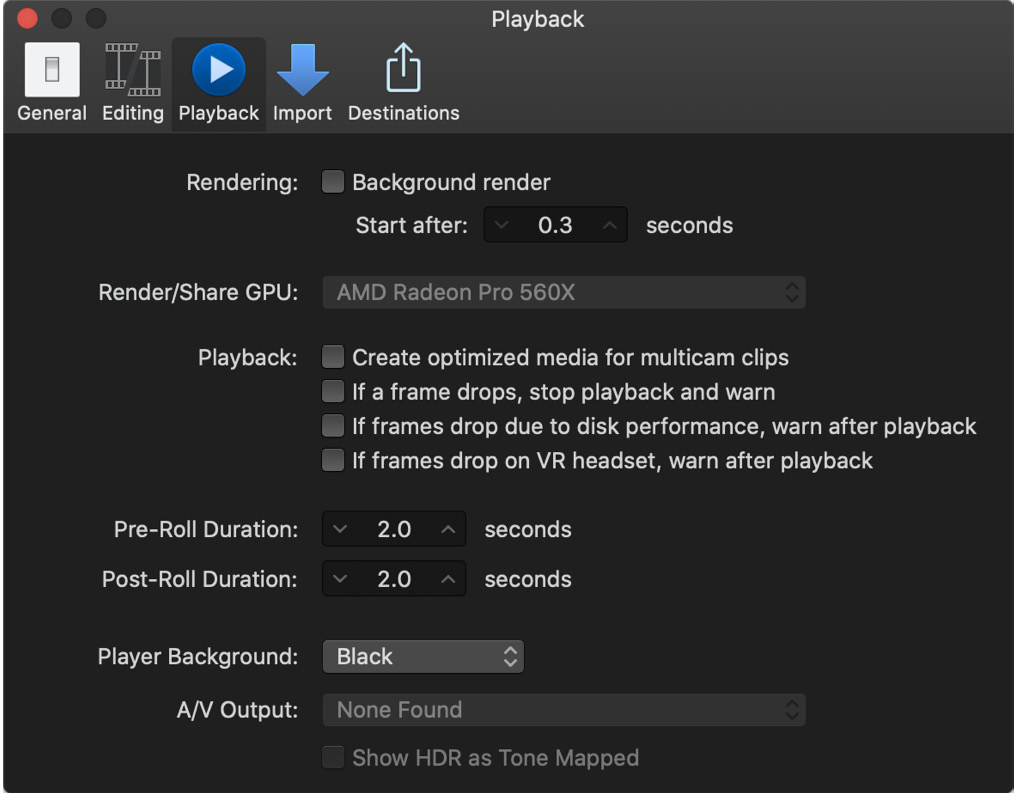 Playback
General Editing Playback Import Destinations
Rendering: Background render
Start after: 0.3 seconds
Render/Share GPU: AMD Radeon Pro 560X
Playback: Create optimized media for multicam clips
If a frame drops, stop playback and warn
If frames drop due to disk performance, warn after playback
If frames drop on VR headset, warn after playback
Pre-Roll Duration: 2.0 seconds
Post-Roll Duration: 2.0 seconds
Player Background: Black
A/V Output: None Found
Show HDR as Tone Mapped